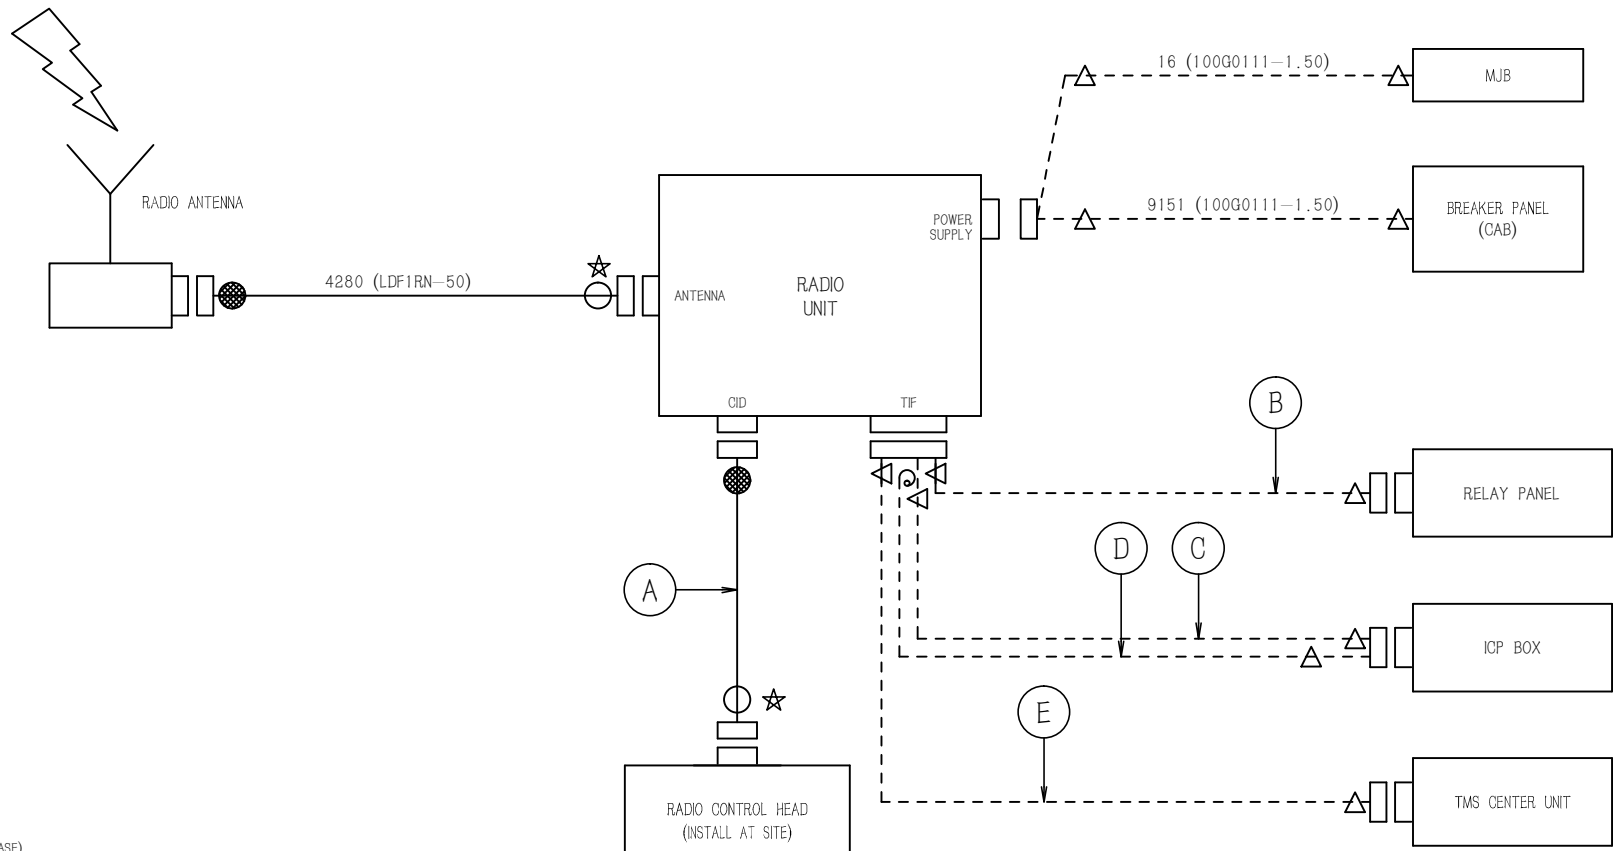 16 (100G0111-1.50)
MJB
RADIO ANTENNA
POWER
SUPPLY
9151 (100G0111-1.50)
BREAKER PANEL
(CAB)
4280 (LDF1RN-50)
ANTENNA
RADIO
UNIT
CID
TIF
B
RELAY PANEL
D
C
A
ICP BOX
E
RADIO CONTROL HEAD
(INSTALL AT SITE)
TMS CENTER UNIT